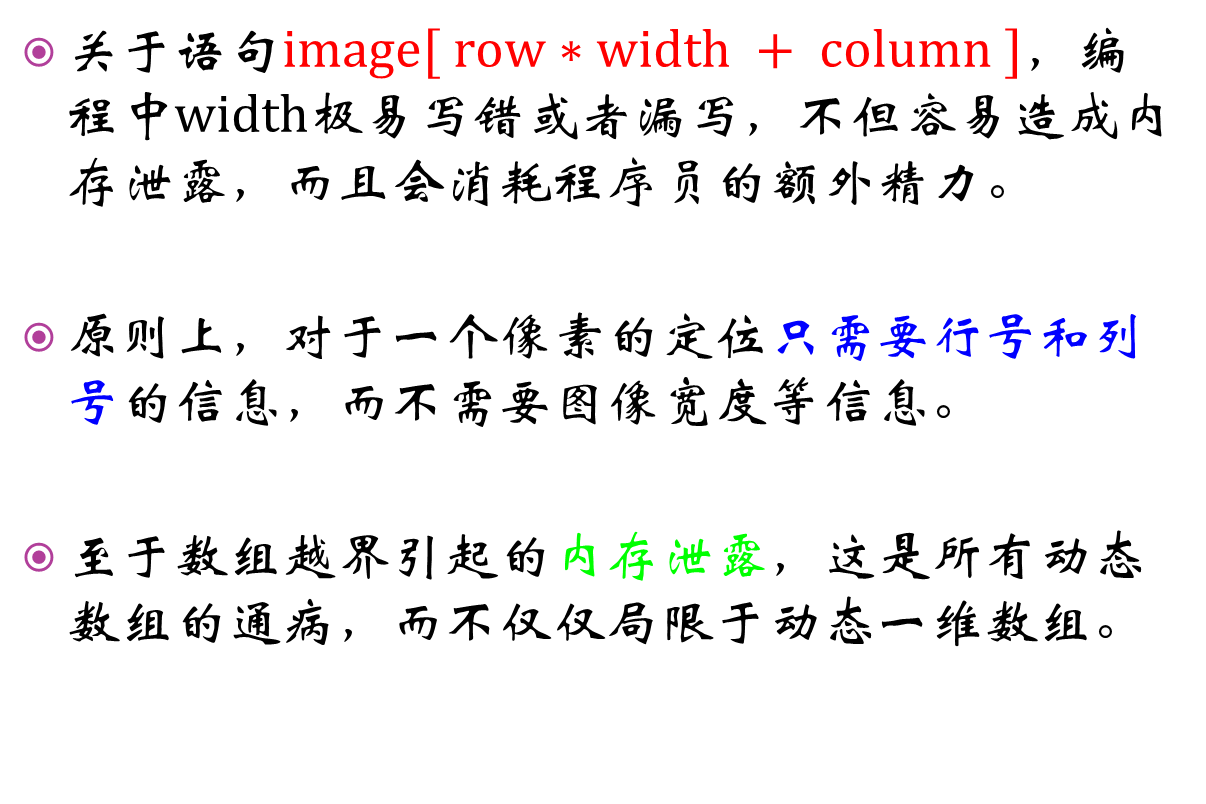 关于语句image[ row * width + column ]，编
程中width极易写错或者漏写，不但容易造成内
存泄露，而且会消耗程序员的额外精力。
原则上，对于一个像素的定位只需要行号和列
号的信息，而不需要图像宽度等信息。
至于数组越界引起的内存泄露，这是所有动态
数组的通病，而不仅仅局限于动态一维数组。